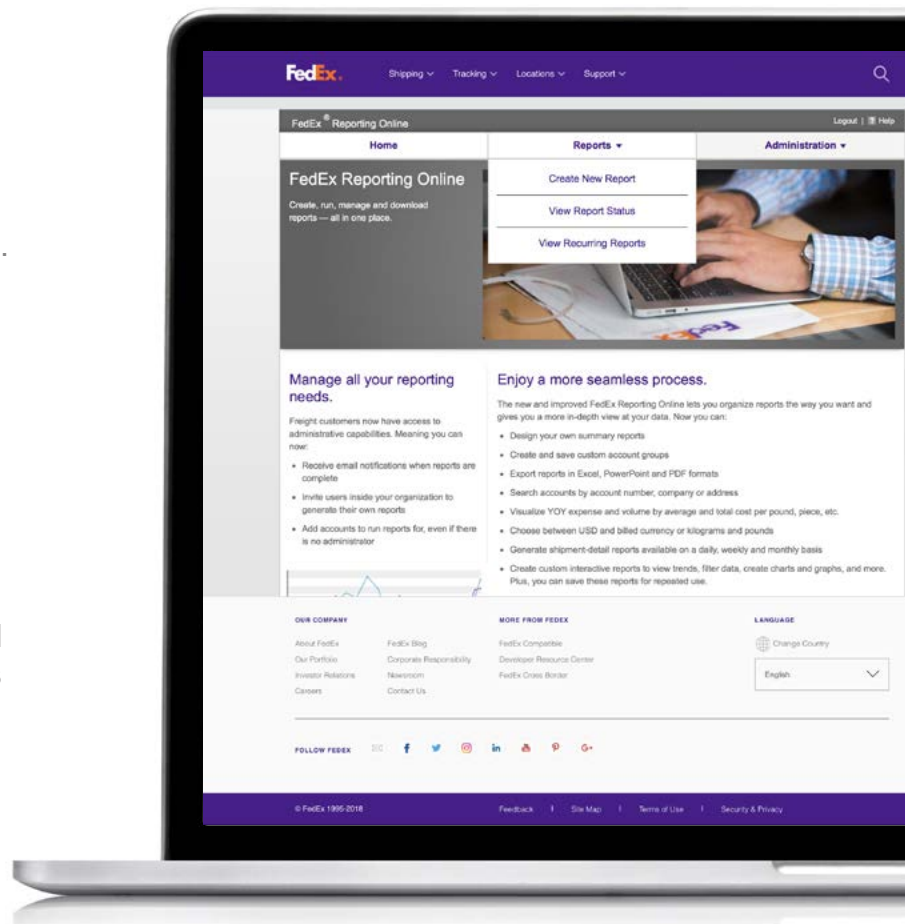 FedEx®
Shipping Tracking Locations Support
FedEx® Reporting Online
Logout | ? Help
Home Reports Administration
FedEx Reporting Online
Create, run, manage and download
reports — all in one place.
Create New Report
View Report Status
View Recurring Reports
FedEx
Manage all your reporting
needs.
Freight customers now have access to
administrative capabilities. Meaning you can
now:
• Receive email notifications when reports are
complete
• Invite users inside your organization to
generate their own reports
• Add accounts to run reports for, even if there
is no administrator
Enjoy a more seamless process.
The new and improved FedEx Reporting Online lets you organize reports the way you want and
gives you a more in-depth view at your data. Now you can:
• Design your own summary reports
• Create and save custom account groups
• Export reports in Excel, PowerPoint and PDF formats
• Search accounts by account number, company or address
• Visualize YOY expense and volume by average and total cost per pound, piece, etc.
• Choose between USD and billed currency or kilograms and pounds
• Generate shipment-detail reports available on a daily, weekly and monthly basis
• Create custom interactive reports to view trends, filter data, create charts and graphs, and more.
Plus, you can save these reports for repeated use.
OUR COMPANY
About FedEx
Our Portfolio
Investor Relations
Careers
FedEx Blog
Corporate Responsibility
Newsroom
Contact Us
MORE FROM FEDEX
FedEx Compatible
Developer Resource Center
FedEx Cross Border
LANGUAGE
Change Country
English
FOLLOW FEDEX
f in P G+
© FedEx 1995-2018
Feedback | Site Map | Terms of Use | Security & Privacy